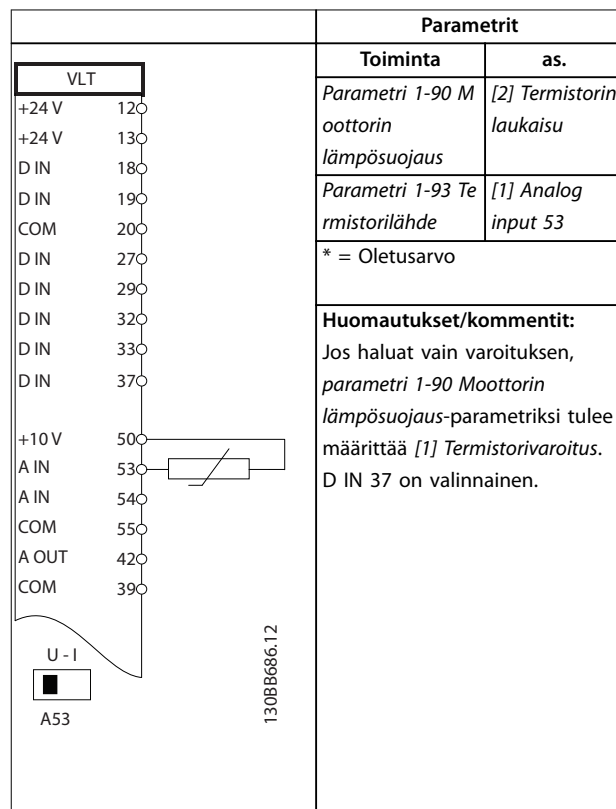 VLT
+24 V 12
+24 V 13
D IN 18
D IN 19
COM 20
D IN 27
D IN 29
D IN 32
D IN 33
D IN 37
+10 V 50
A IN 53
A IN 54
COM 55
A OUT 42
COM 39
U - I
A53
130BB686.12
Parametrit
Toiminta as.
Parametri 1-90 M
oottorin
lämpösuojaus
[2] Termistorin
laukaisu
Parametri 1-93 Te
rmistorilähde
[1] Analog
input 53
* = Oletusarvo
Huomautukset/kommentit:
Jos haluat vain varoituksen,
parametri 1-90 Moottorin
lämpösuojaus-parametriksi tulee
määrittää [1] Termistorivaroitus.
D IN 37 on valinnainen.